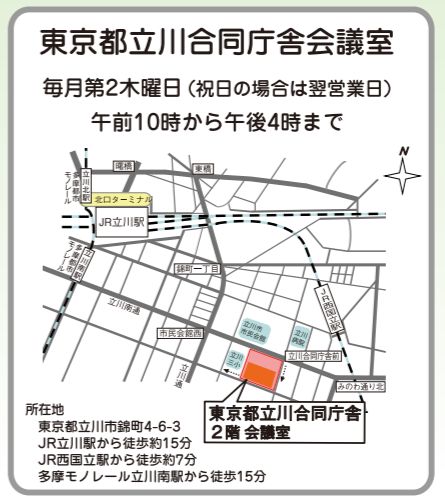 東京都立川合同庁舎会議室
毎月第2木曜日（祝日の場合は翌営業日）
午前10時から午後4時まで
N
曙橋
東橋
立川北駅
多摩都市モノレール
北口ターミナル
JR立川駅
立川南駅
多摩都市モノレール
錦町一丁目
立川南通
市民会館西
立川通
立川市市民会館
立川病院
JR西国立駅
立川三小
立川合同庁舎前
みのわ通り北
東京都立川合同庁舎
２階 会議室
所在地
東京都立川市錦町4-6-3
JR立川駅から徒歩約15分
JR西国立駅から徒歩約7分
多摩モノレール立川南駅から徒歩15分